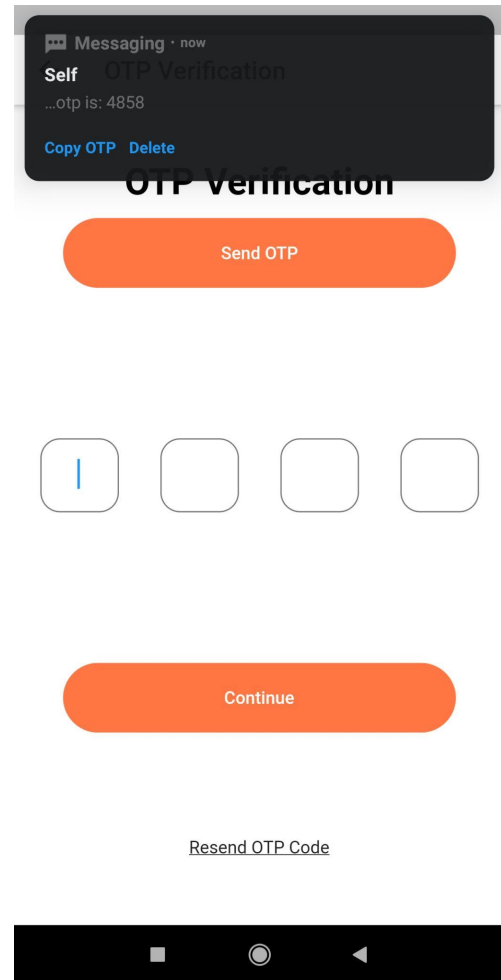 Messaging · now
OTP Verification
Self
...otp is: 4858
Copy OTP Delete
OTP Verification
Send OTP
Continue
Resend OTP Code